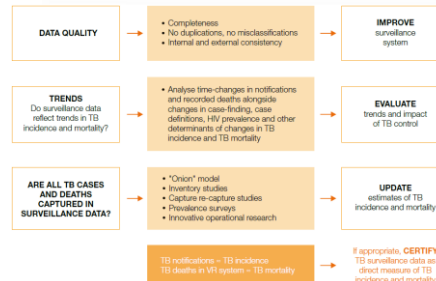 DATA QUALITY
• Completeness
• No duplications, no misclassifications
• Internal and external consistency
IMPROVE
surveillance
system
TRENDS
Do surveillance data
reflect trends in TB
incidence and mortality?
• Analyse time-changes in notifications
and recorded deaths alongside
changes in case-finding, case
definitions, HIV prevalence and other
determinants of changes in TB
incidence and TB mortality
EVALUATE
trends and impact
of TB control
ARE ALL TB CASES
AND DEATHS
CAPTURED IN
SURVEILLANCE DATA?
• "Onion" model
• Inventory studies
• Capture re-capture studies
• Prevalence surveys
• Innovative operational research
UPDATE
estimates of TB
incidence and mortality
TB notifications ~ TB incidence
TB deaths in VR system ~ TB mortality
If appropriate, CERTIFY
TB surveillance data as
direct measure of TB
incidence and mortality